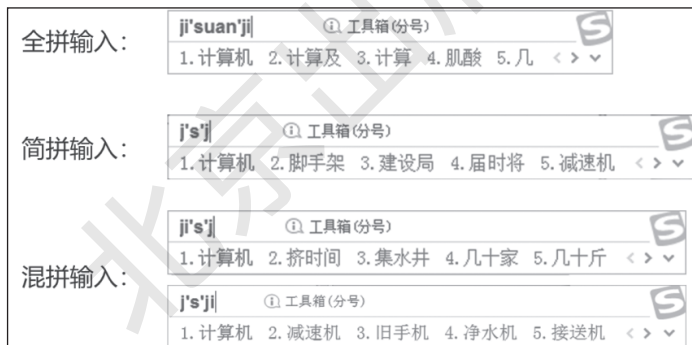 全拼输入：
ji'suan'ji
工具箱(分号)
1.计算机 2.计算及 3.计算 4.肌酸 5.几
简拼输入：
j's'j
工具箱(分号)
1.计算机 2.脚手架 3.建设局 4.届时将 5.减速机
混拼输入：
ji's'j
工具箱(分号)
1.计算机 2.挤时间 3.集水井 4.几十家 5.几十斤
j's'ji
工具箱(分号)
1.计算机 2.减速机 3.旧手机 4.净水机 5.接送机
北京出